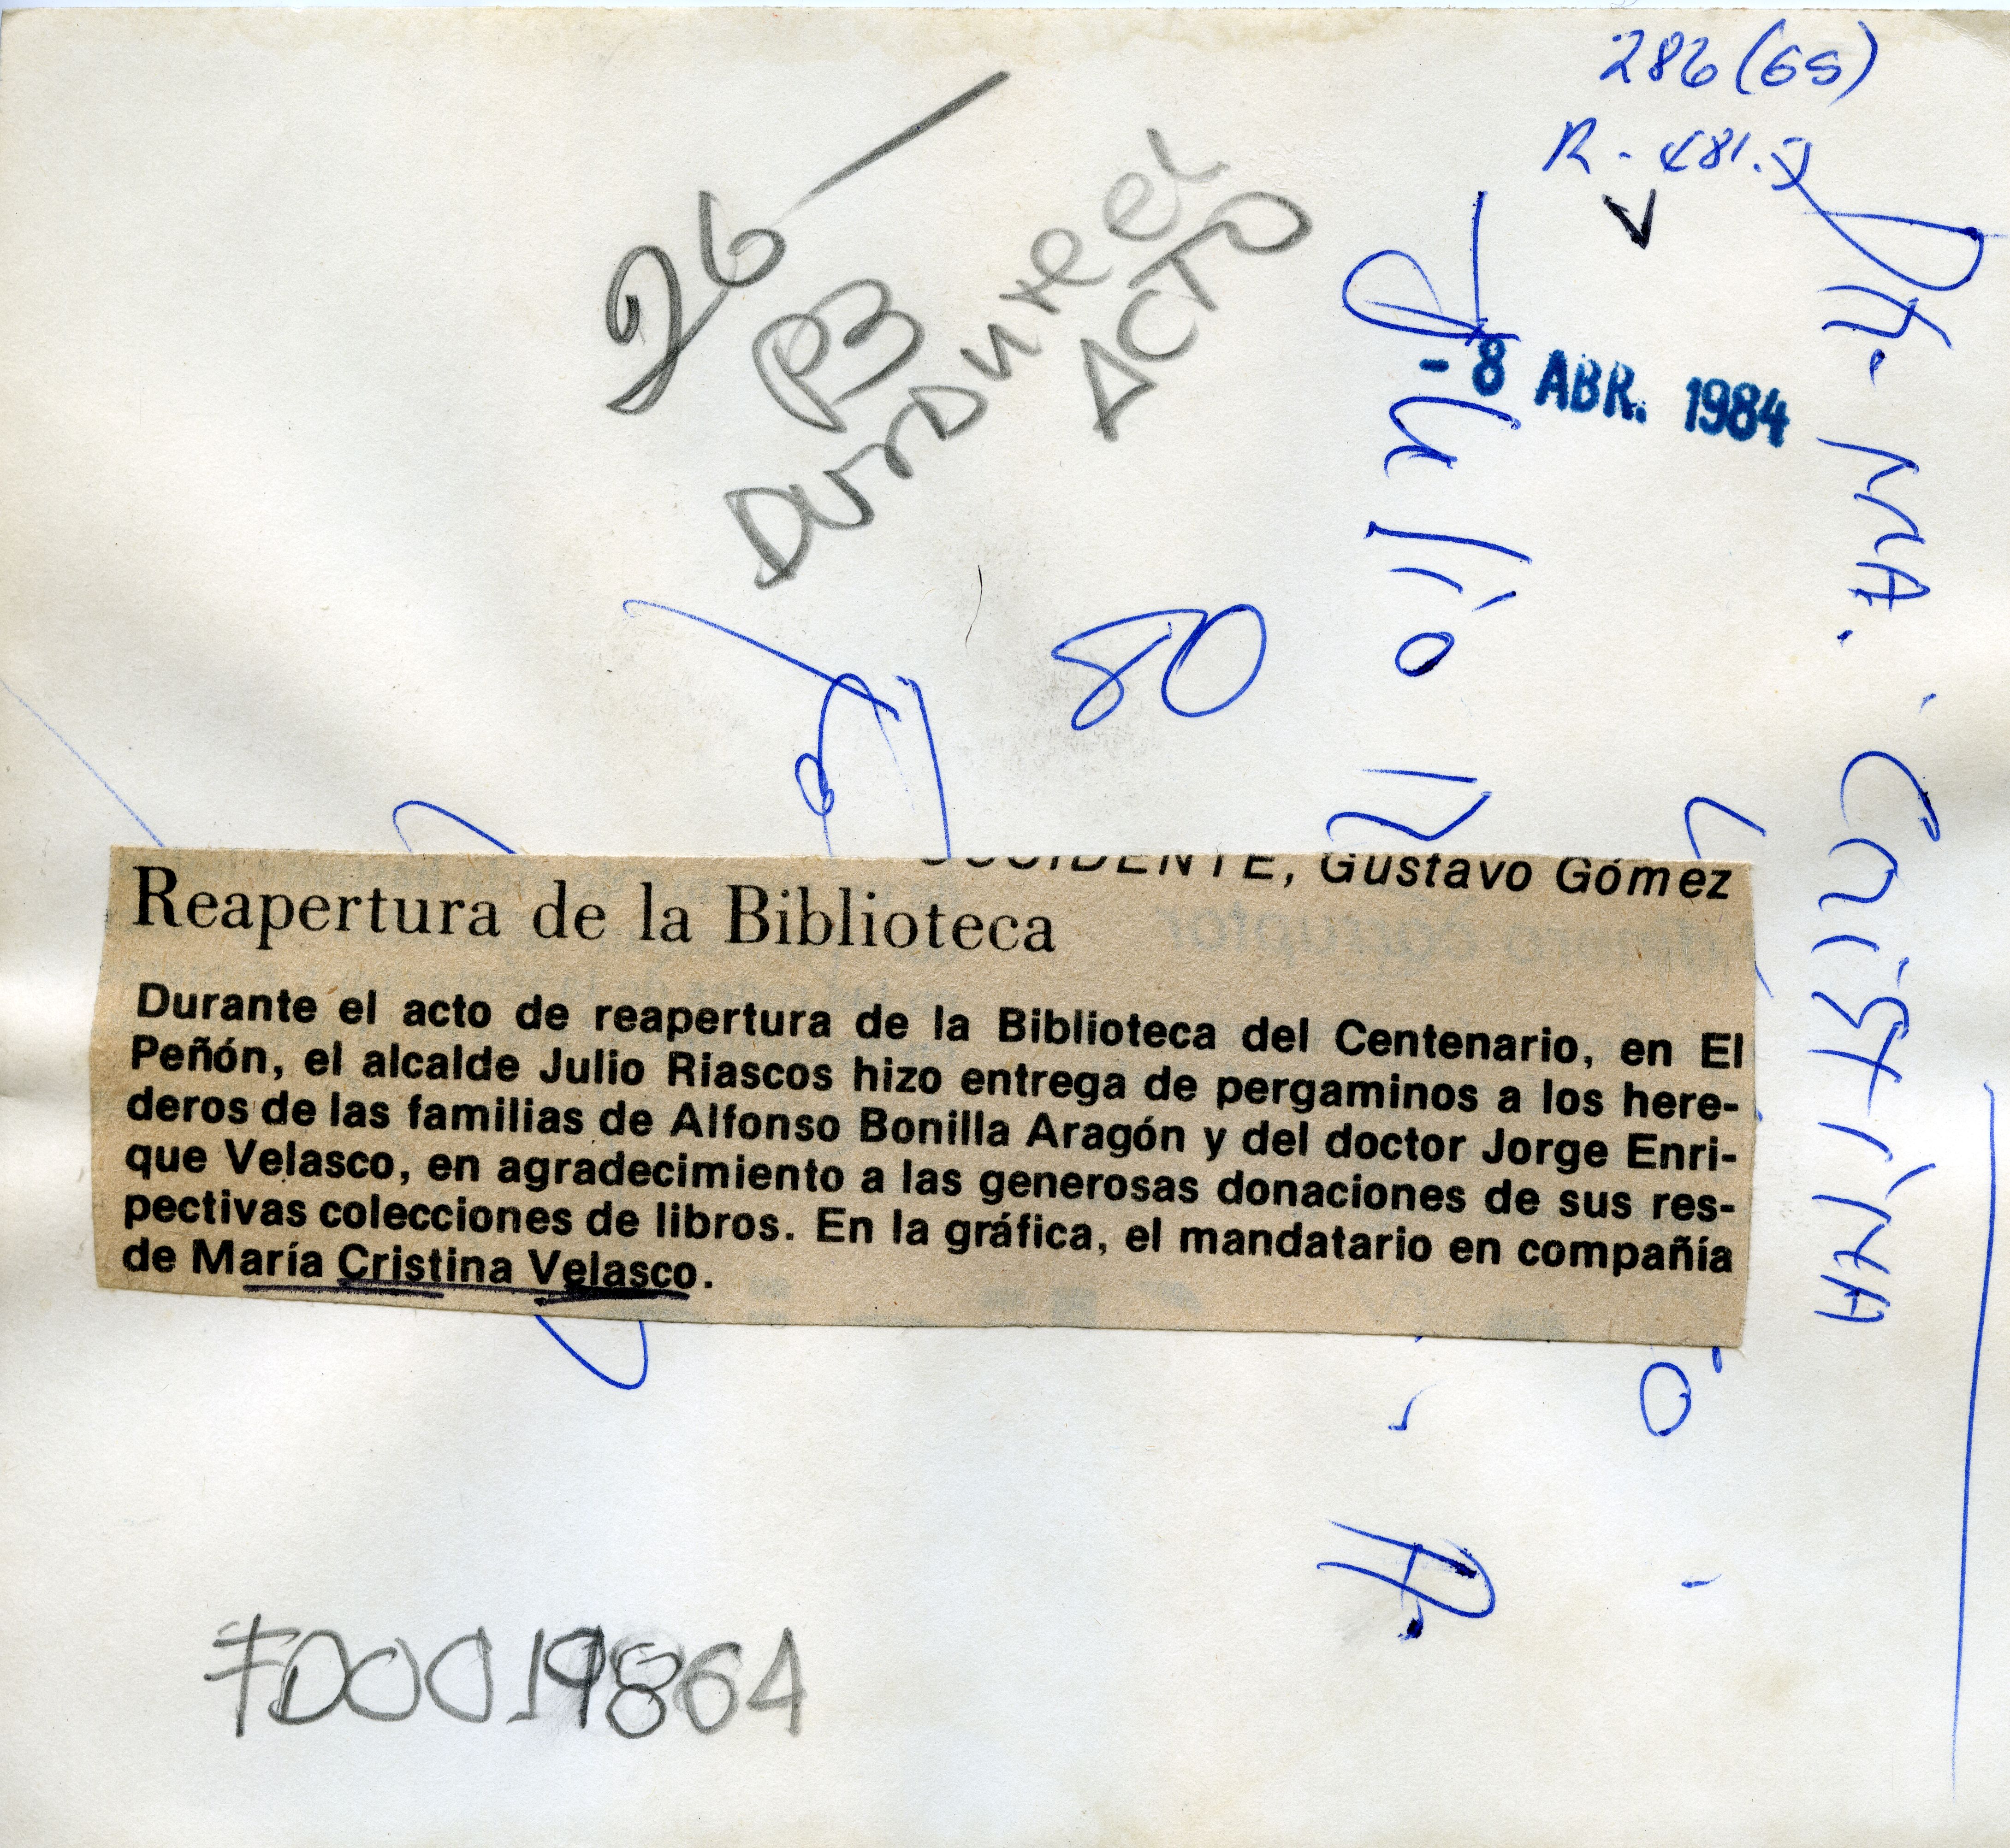 286 (GS)
R - 481.
26
P3
Durante el
ACTO
- 8 ABR. 1984
80
Julio R
MA. CRISTINA
OCCIDENTE, Gustavo Gómez
Reapertura de la Biblioteca
Durante el acto de reapertura de la Biblioteca del Centenario, en El
Peñón, el alcalde Julio Riascos hizo entrega de pergaminos a los here-
deros de las familias de Alfonso Bonilla Aragón y del doctor Jorge Enri-
que Velasco, en agradecimiento a las generosas donaciones de sus res-
pectivas colecciones de libros. En la gráfica, el mandatario en compañía
de María Cristina Velasco.
FD0019864